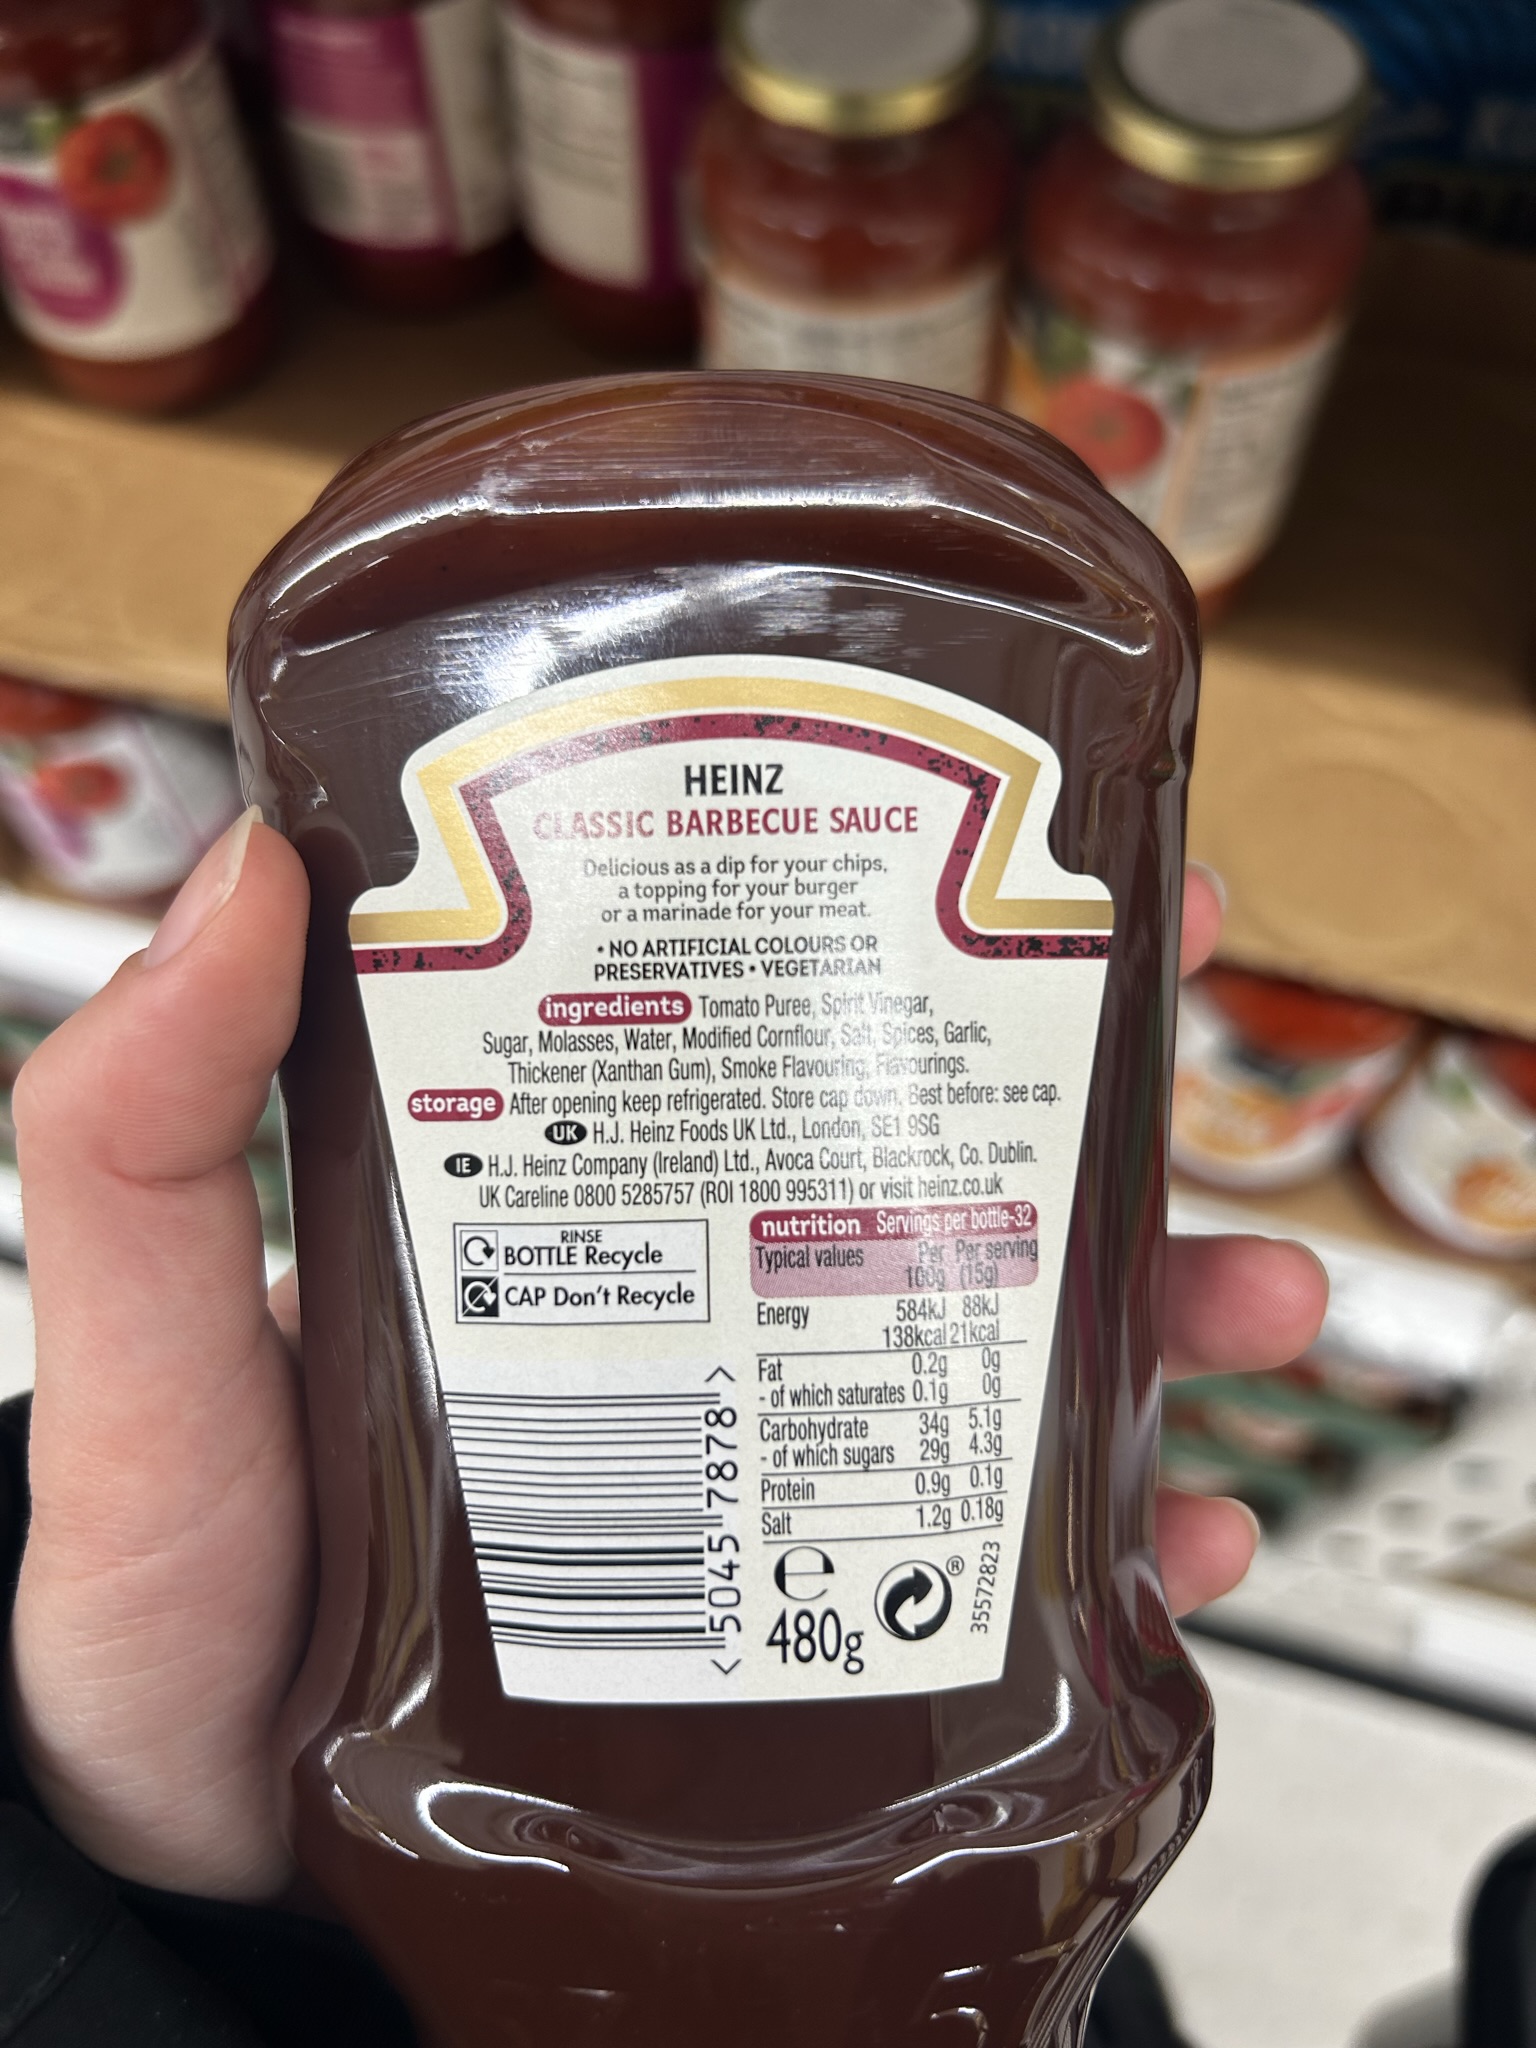 HEINZ
CLASSIC BARBECUE SAUCE
Delicious as a dip for your chips,
a topping for your burger
or a marinade for your meat.
• NO ARTIFICIAL COLOURS OR
PRESERVATIVES • VEGETARIAN
ingredients Tomato Puree, Spirit Vinegar,
Sugar, Molasses, Water, Modified Cornflour, Salt, Spices, Garlic,
Thickener (Xanthan Gum), Smoke Flavouring, Flavourings.
storage After opening keep refrigerated. Store cap down. Best before: see cap.
UK H.J. Heinz Foods UK Ltd., London, SE1 9SG
IE H.J. Heinz Company (Ireland) Ltd., Avoca Court, Blackrock, Co. Dublin.
UK Careline 0800 5285757 (ROI 1800 995311) or visit heinz.co.uk
RINSE
BOTTLE Recycle
CAP Don't Recycle
nutrition Servings per bottle-32
Typical values Per 100g Per serving (15g)
Energy 584kJ 88kJ
138kcal 21kcal
Fat 0.2g 0g
- of which saturates 0.1g 0g
Carbohydrate 34g 5.1g
- of which sugars 29g 4.3g
Protein 0.9g 0.1g
Salt 1.2g 0.18g
< 50457878 >
e
480g
®
35572823